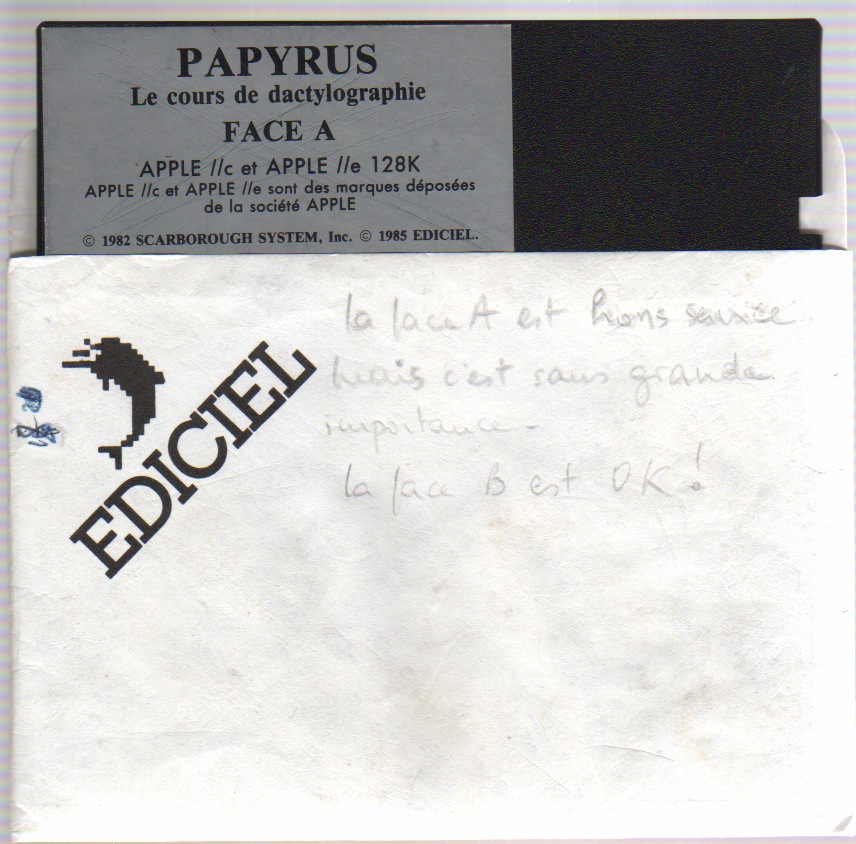 PAPYRUS
Le cours de dactylographie
FACE A
APPLE //c et APPLE //e 128K
APPLE //c et APPLE //e sont des marques déposées
de la société APPLE
© 1982 SCARBOROUGH SYSTEM, Inc. © 1985 EDICIEL.
EDICIEL
la face A est hors service
mais c'est sans grande
importance -
la face B est OK !